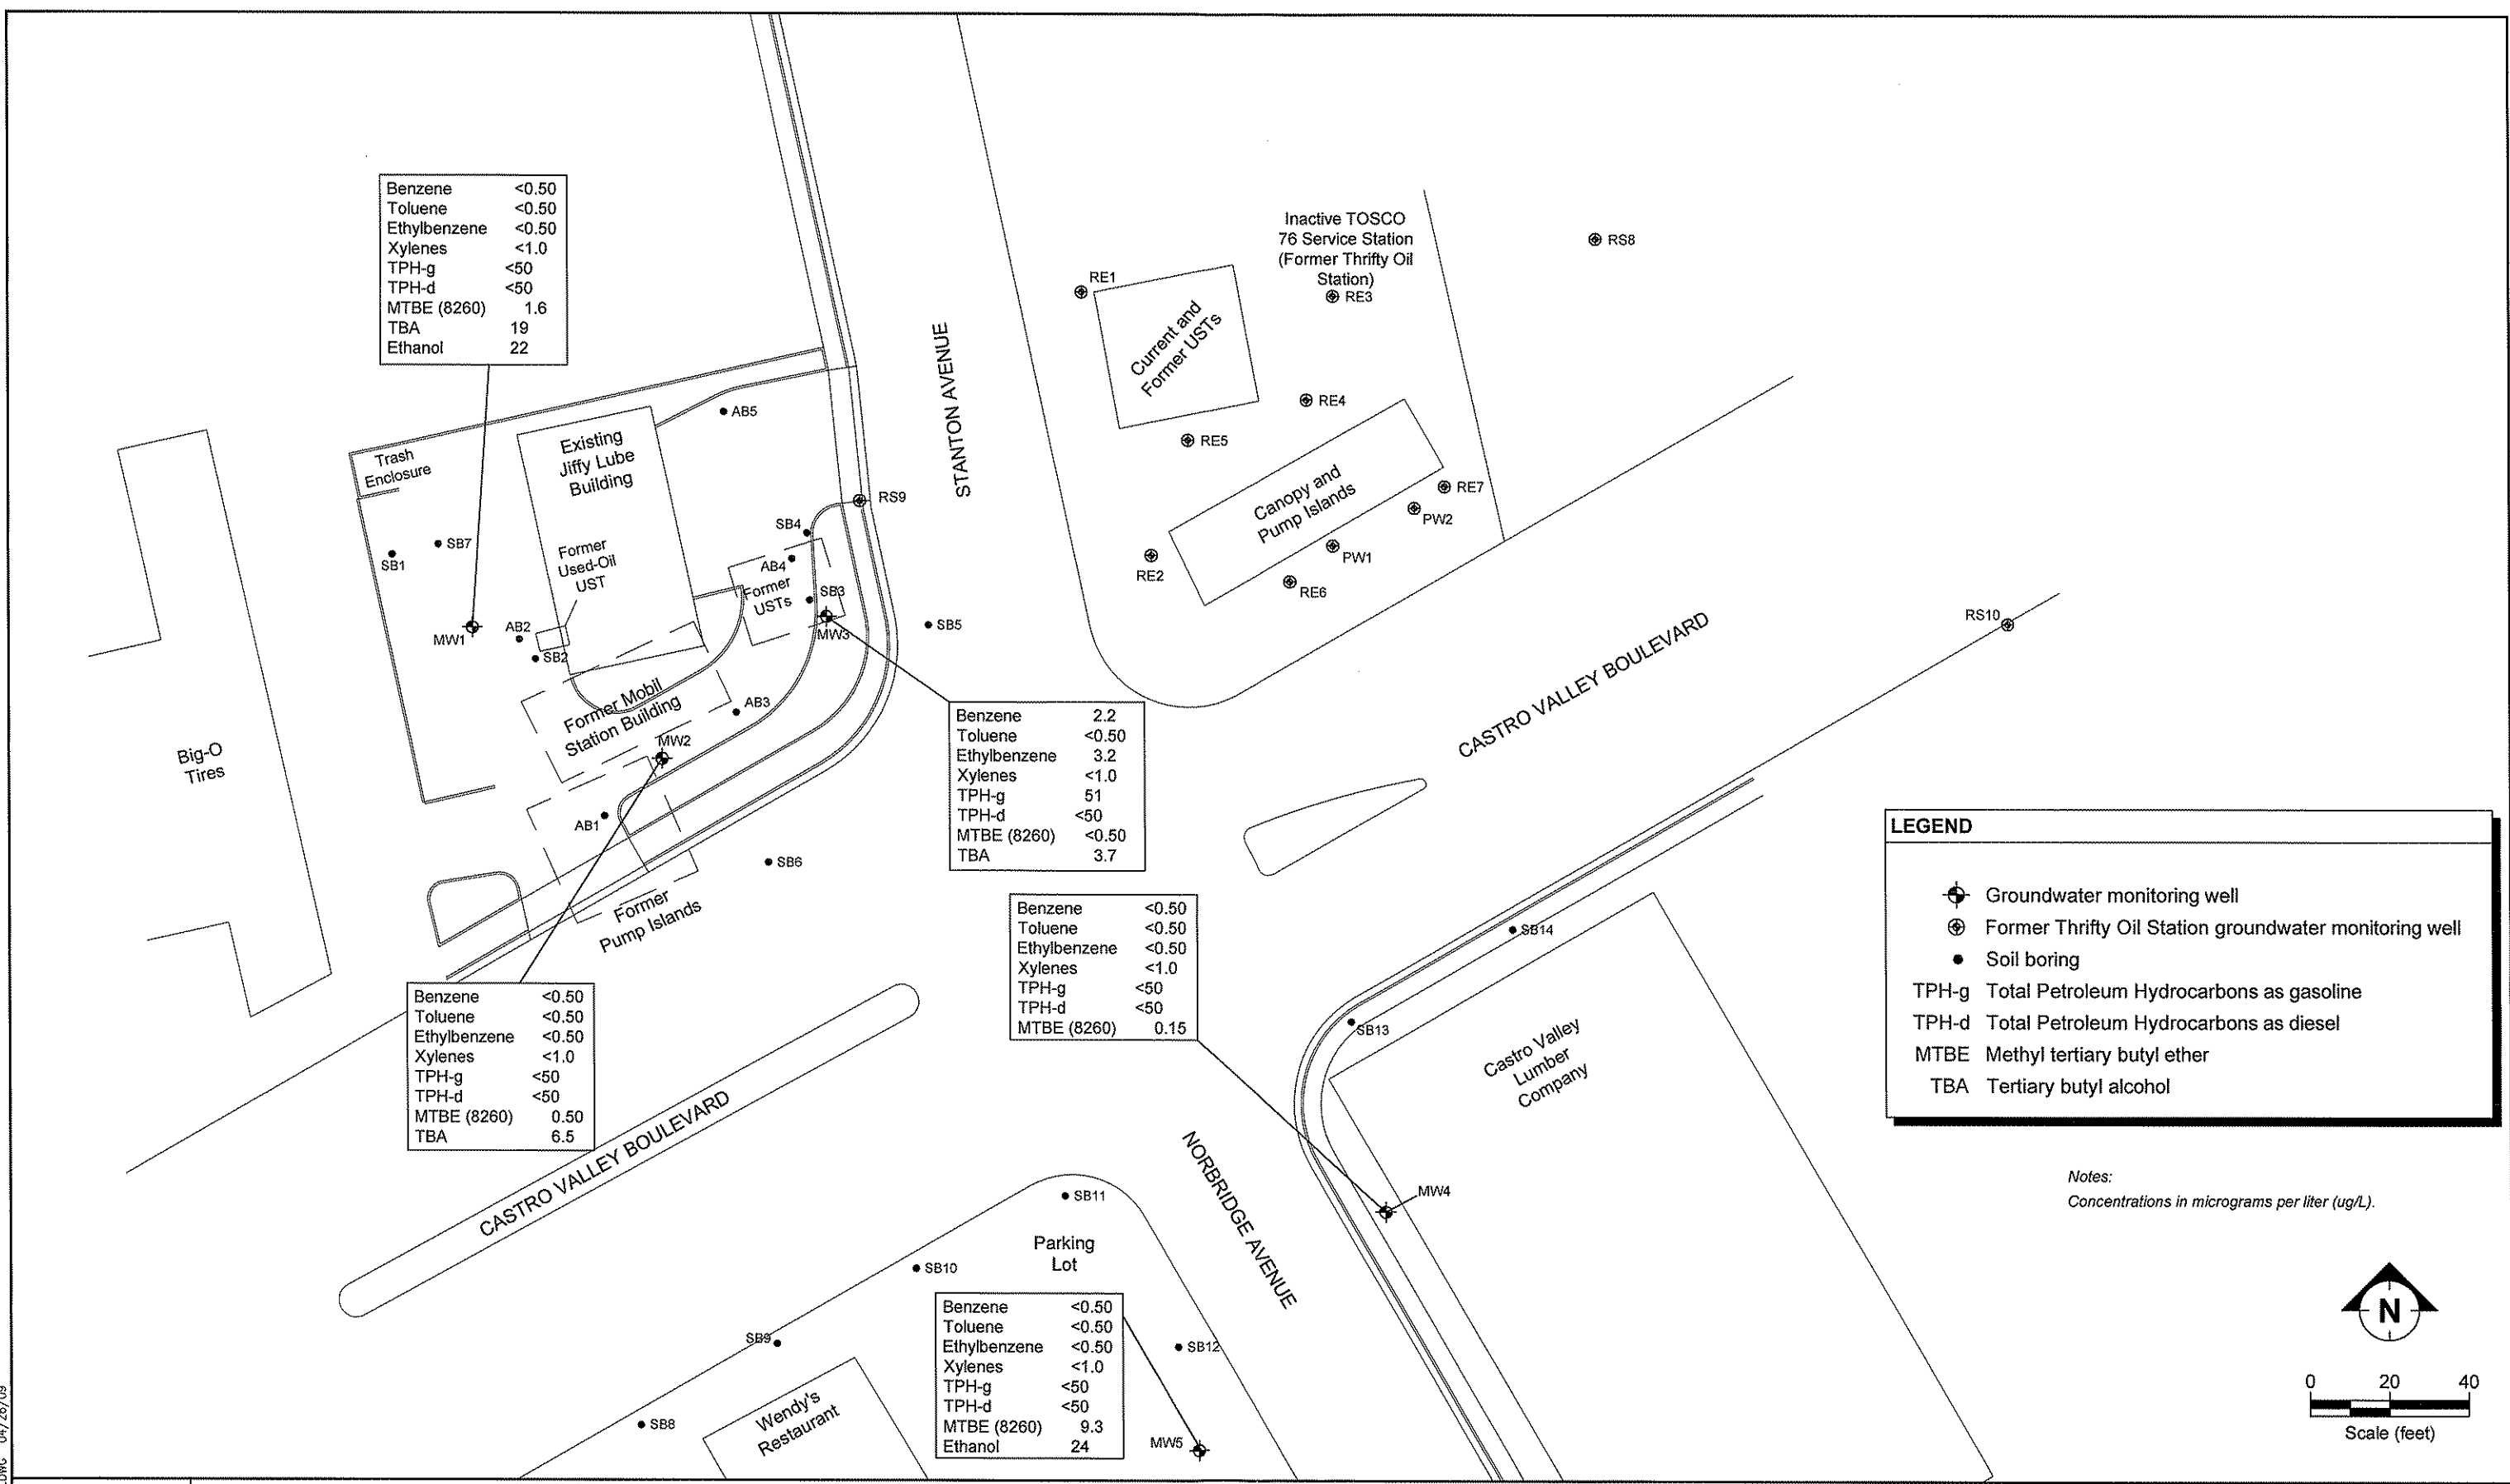 Benzene <0.50
Toluene <0.50
Ethylbenzene <0.50
Xylenes <1.0
TPH-g <50
TPH-d <50
MTBE (8260) 1.6
TBA 19
Ethanol 22
Inactive TOSCO
76 Service Station
(Former Thrifty Oil
Station)
RS8
RE1
RE3
Current and
Former USTs
RE4
RE5
STANTON AVENUE
Canopy and
Pump Islands
RE7
PW2
PW1
RE2
RE6
RS10
CASTRO VALLEY BOULEVARD
AB5
Existing
Jiffy Lube
Building
Trash
Enclosure
RS9
SB4
SB7
SB1
Former
Used-Oil
UST
AB4
Former
USTs
SB3
MW3
SB5
MW1
AB2
SB2
Former Mobil
Station Building
AB3
MW2
Big-O
Tires
AB1
SB6
Former
Pump Islands
Benzene 2.2
Toluene <0.50
Ethylbenzene 3.2
Xylenes <1.0
TPH-g 51
TPH-d <50
MTBE (8260) <0.50
TBA 3.7
Benzene <0.50
Toluene <0.50
Ethylbenzene <0.50
Xylenes <1.0
TPH-g <50
TPH-d <50
MTBE (8260) 0.15
Benzene <0.50
Toluene <0.50
Ethylbenzene <0.50
Xylenes <1.0
TPH-g <50
TPH-d <50
MTBE (8260) 0.50
TBA 6.5
CASTRO VALLEY BOULEVARD
SB14
SB13
Castro Valley
Lumber
Company
MW4
NORBRIDGE AVENUE
SB11
Parking
Lot
SB10
SB9
SB8
SB12
MW5
Wendy's
Restaurant
Benzene <0.50
Toluene <0.50
Ethylbenzene <0.50
Xylenes <1.0
TPH-g <50
TPH-d <50
MTBE (8260) 9.3
Ethanol 24
LEGEND
Groundwater monitoring well
Former Thrifty Oil Station groundwater monitoring well
Soil boring
TPH-g Total Petroleum Hydrocarbons as gasoline
TPH-d Total Petroleum Hydrocarbons as diesel
MTBE Methyl tertiary butyl ether
TBA Tertiary butyl alcohol
Notes:
Concentrations in micrograms per liter (ug/L).
N
0 20 40
Scale (feet)
04/26/09